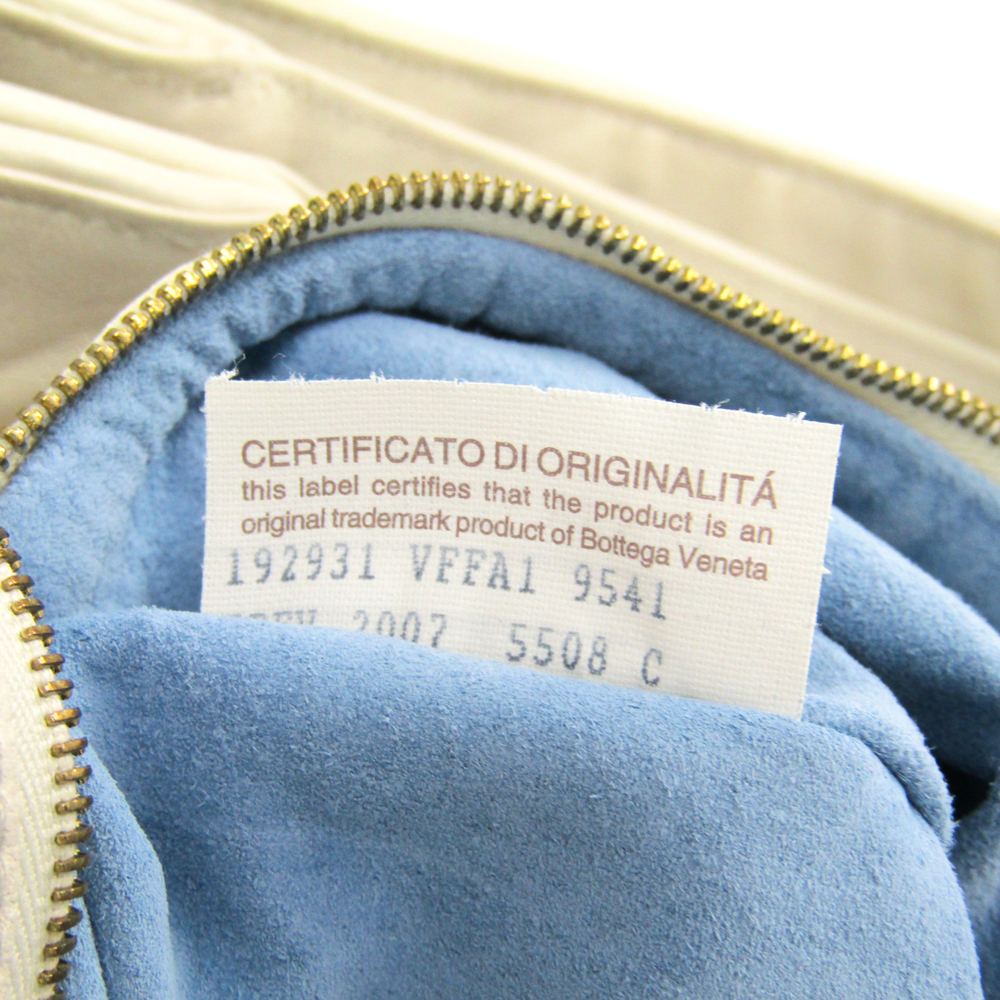 CERTIFICATO DI ORIGINALITÁ
this label certifies that the product is an
original trademark product of Bottega Veneta
192931 VFFA1 9541
2007 5508 C